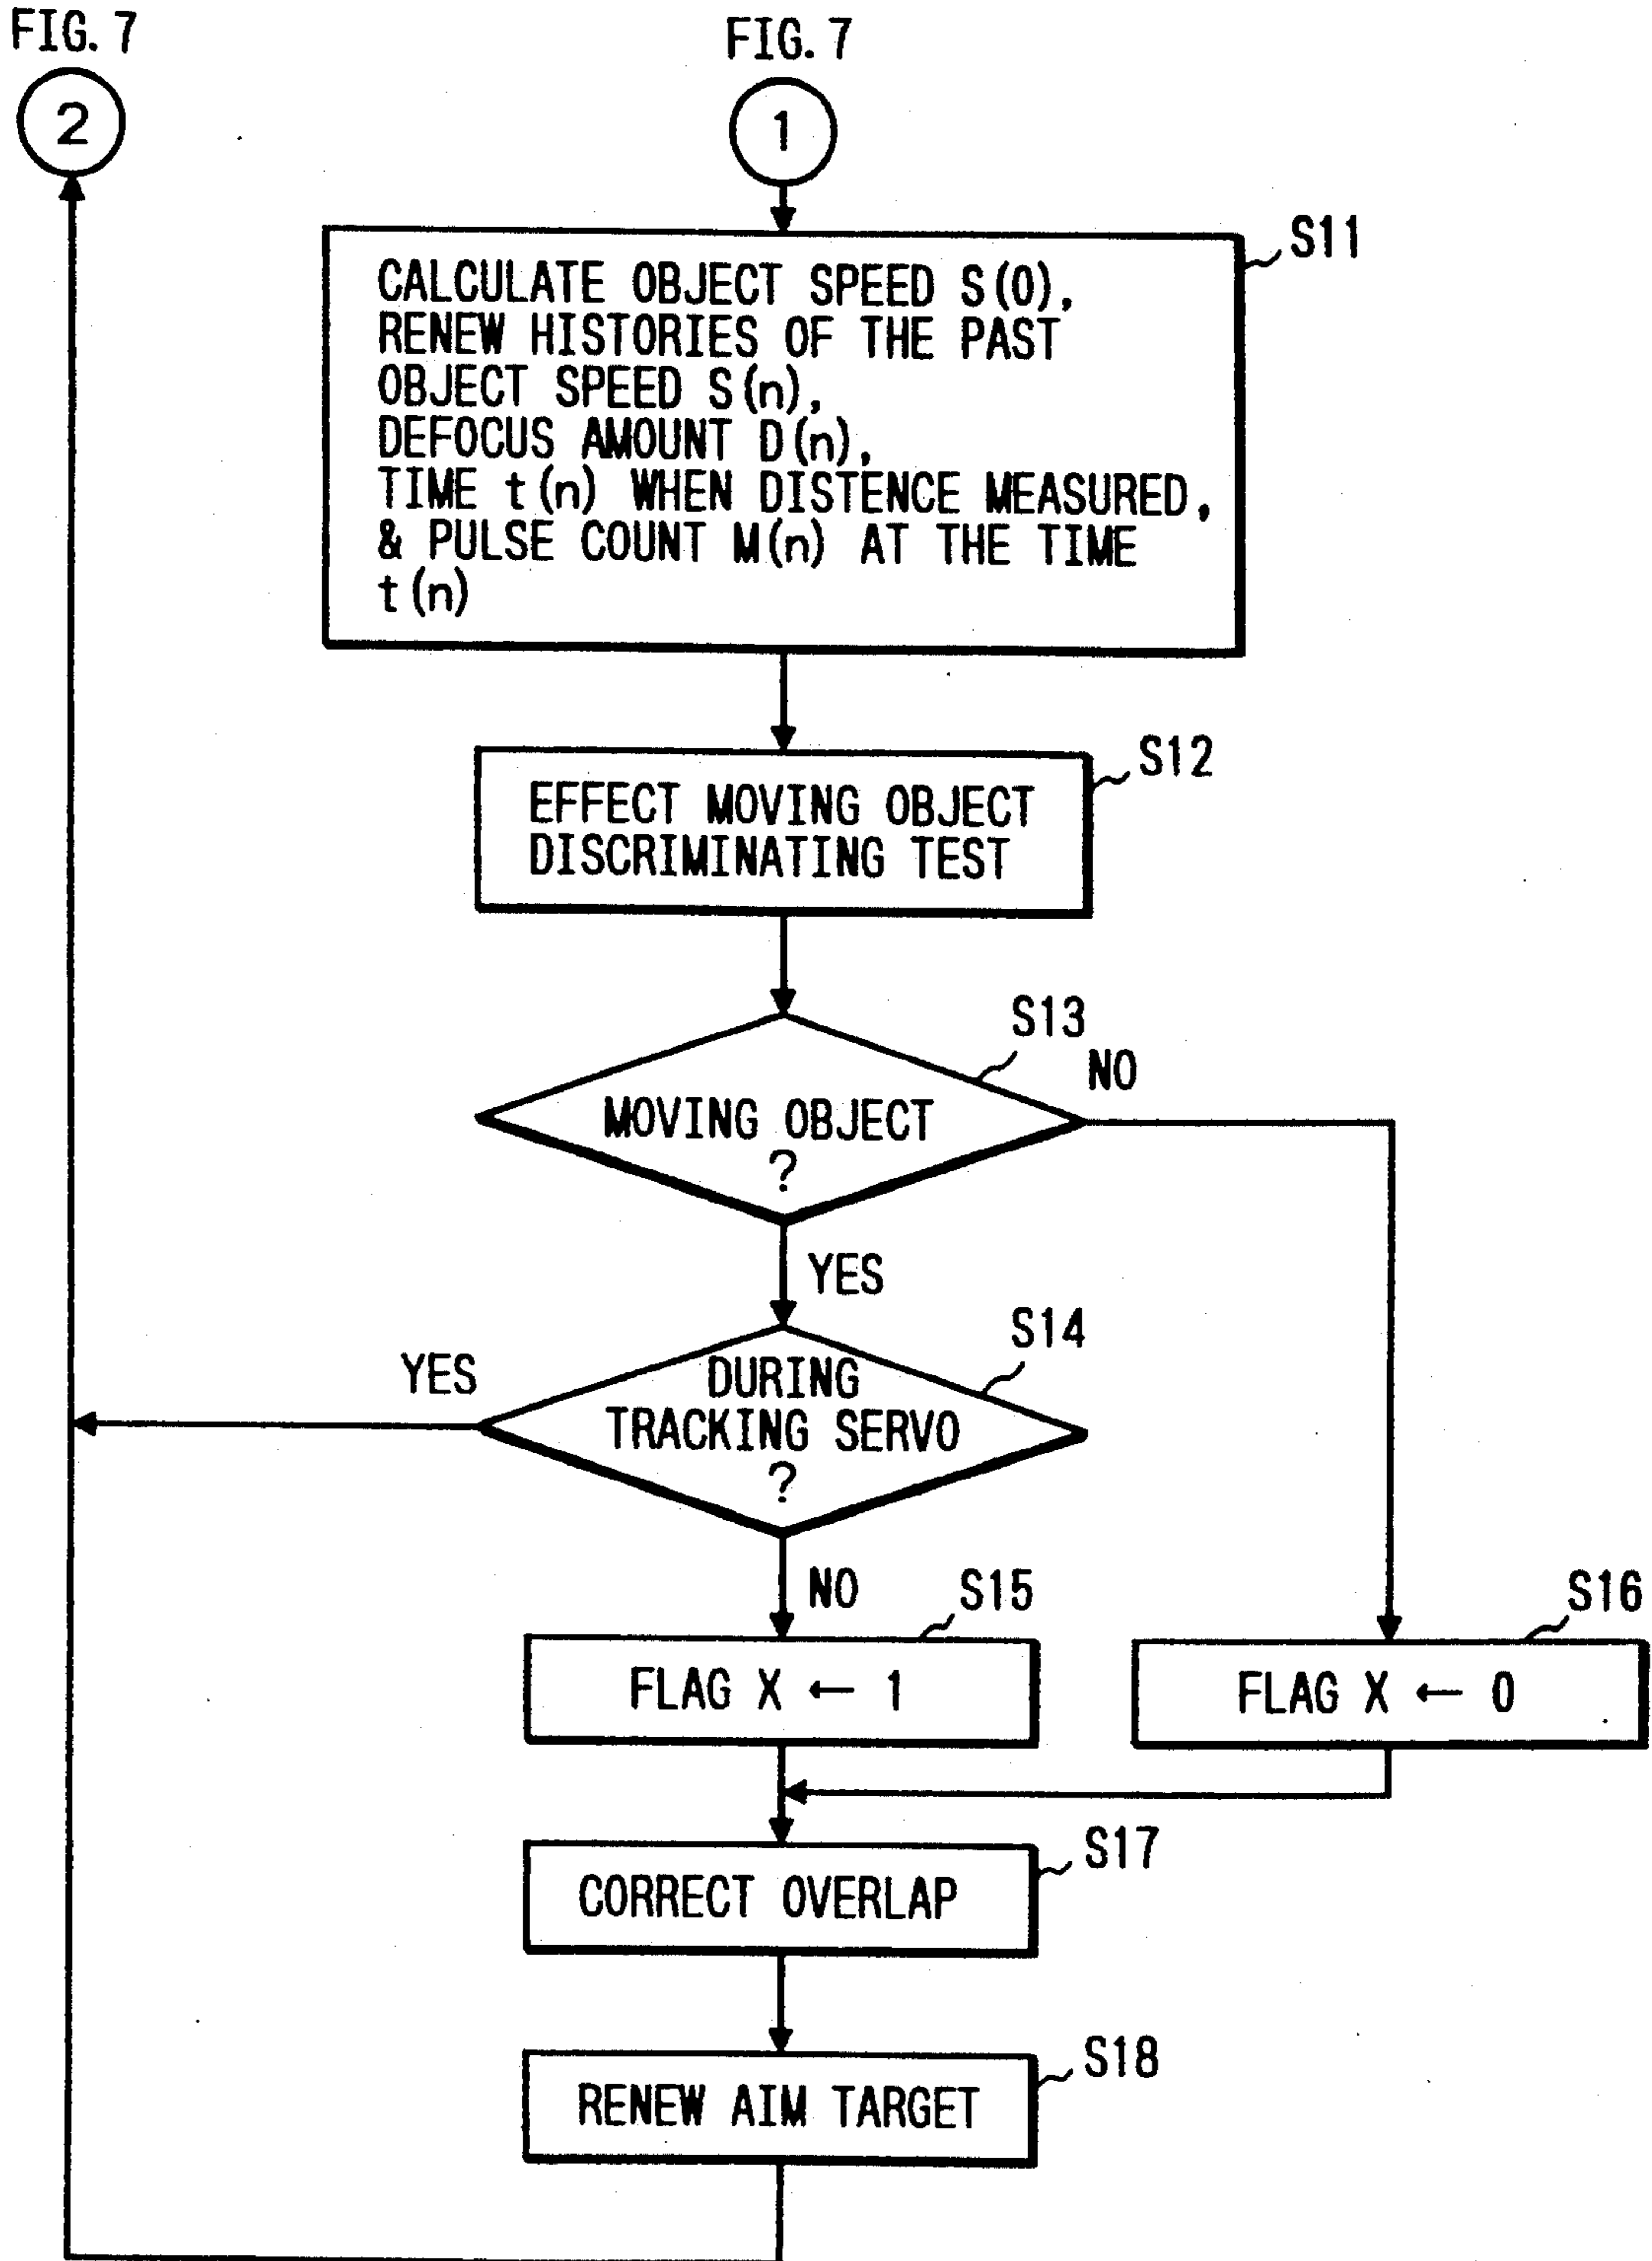 FIG. 7
2
FIG. 7
1
S11
CALCULATE OBJECT SPEED S(0),
RENEW HISTORIES OF THE PAST
OBJECT SPEED S(n),
DEFOCUS AMOUNT D(n),
TIME t(n) WHEN DISTENCE MEASURED,
& PULSE COUNT M(n) AT THE TIME
t(n)
S12
EFFECT MOVING OBJECT
DISCRIMINATING TEST
S13
NO
MOVING OBJECT
?
YES
S14
YES
DURING
TRACKING SERVO
?
NO
S15
S16
FLAG X ← 1
FLAG X ← 0
S17
CORRECT OVERLAP
S18
RENEW AIM TARGET